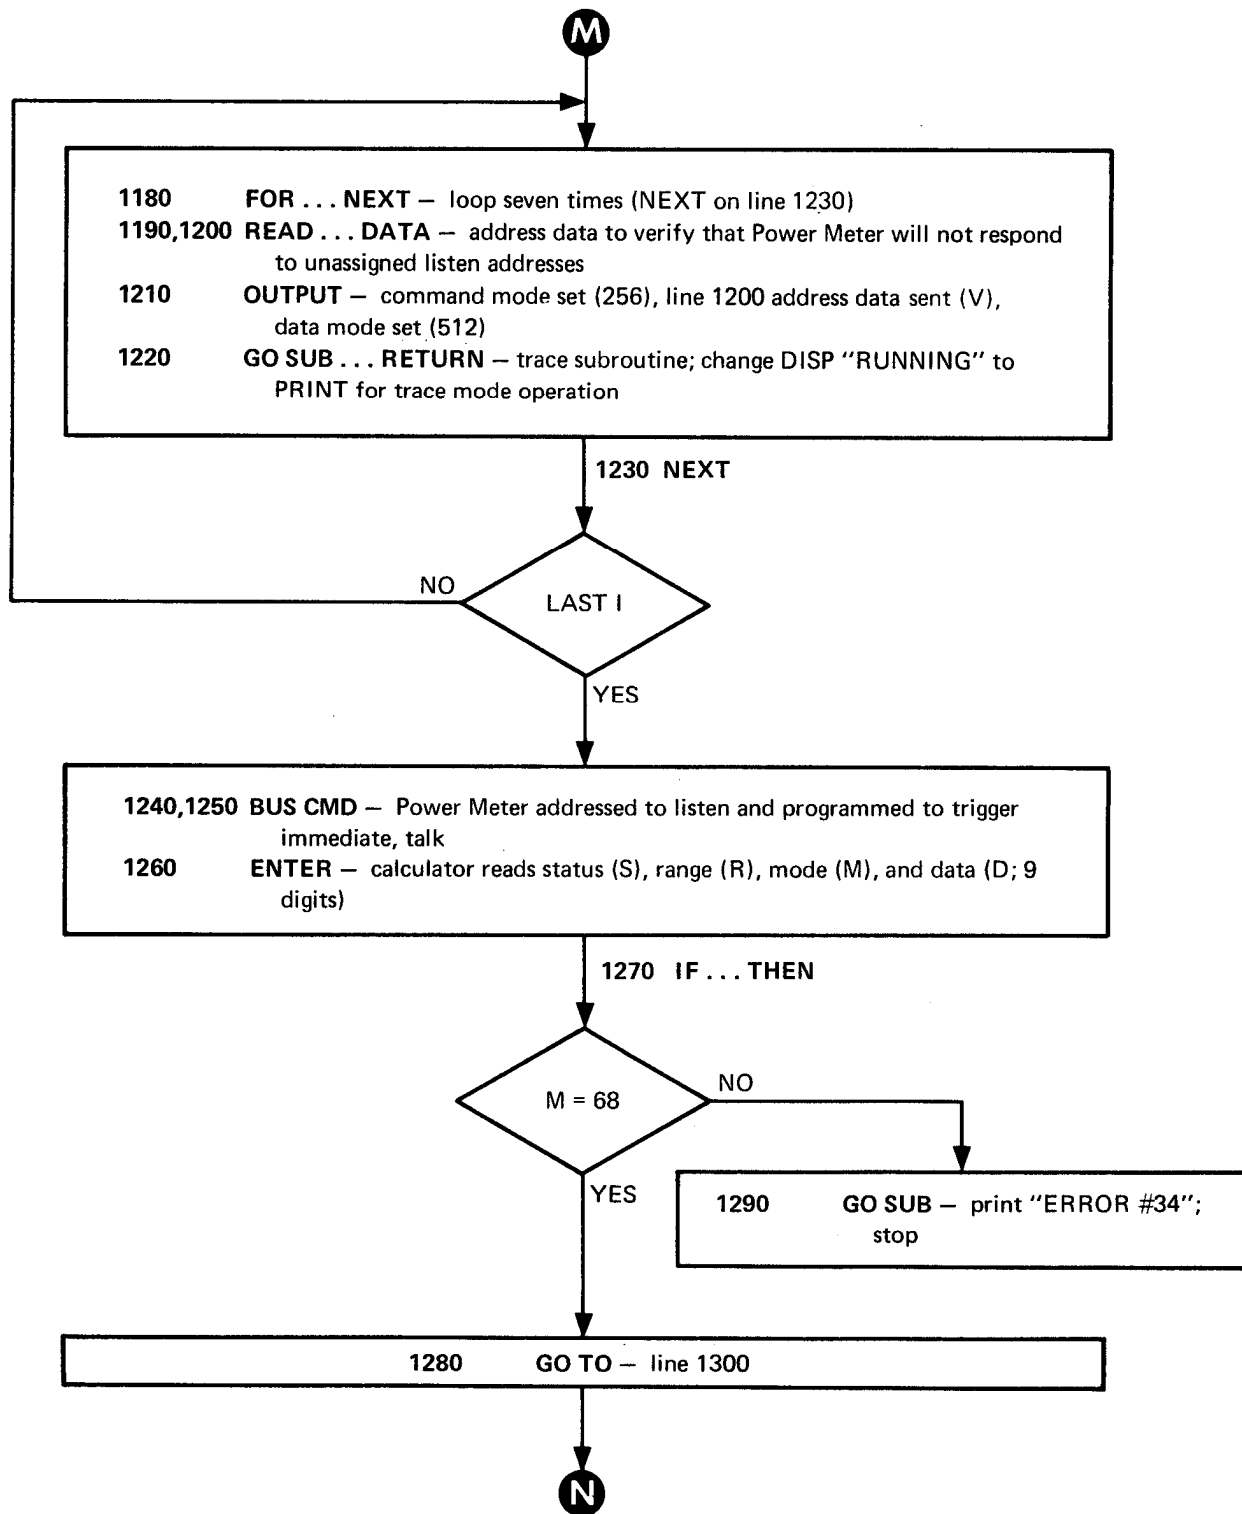 M
1180 FOR . . . NEXT — loop seven times (NEXT on line 1230)
1190,1200 READ . . . DATA — address data to verify that Power Meter will not respond
to unassigned listen addresses
1210 OUTPUT — command mode set (256), line 1200 address data sent (V),
data mode set (512)
1220 GO SUB . . . RETURN — trace subroutine; change DISP “RUNNING” to
PRINT for trace mode operation
1230 NEXT
NO
LAST I
YES
1240,1250 BUS CMD — Power Meter addressed to listen and programmed to trigger
immediate, talk
1260 ENTER — calculator reads status (S), range (R), mode (M), and data (D; 9
digits)
1270 IF . . . THEN
M = 68
NO
YES
1290 GO SUB — print “ERROR #34”;
stop
1280 GO TO — line 1300
N